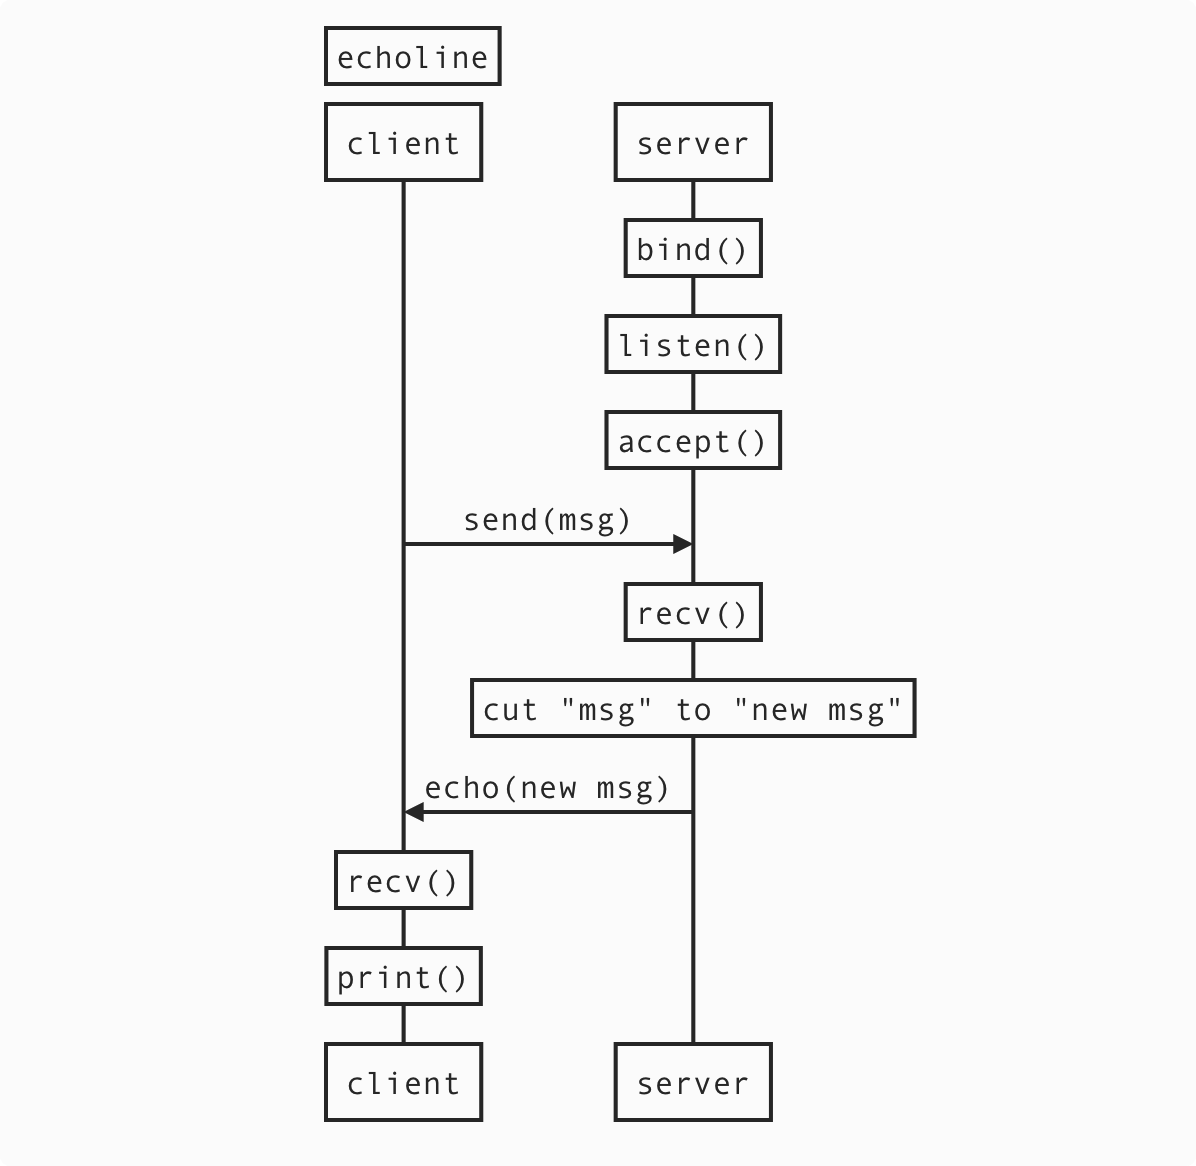 echoline
client
server
bind()
listen()
accept()
send(msg)
recv()
cut "msg" to "new msg"
echo(new msg)
recv()
print()
client
server